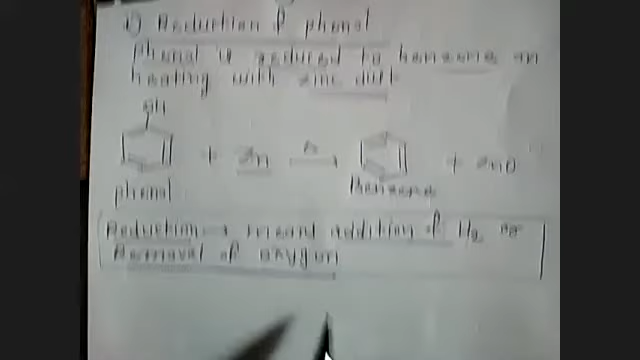 1) Reduction of phenol
Phenol is reduced to benzene on
heating with zinc dust
OH
+ Zn Δ → + ZnO
phenol Benzene
Reduction → means addition of H2 or
Removal of oxygen